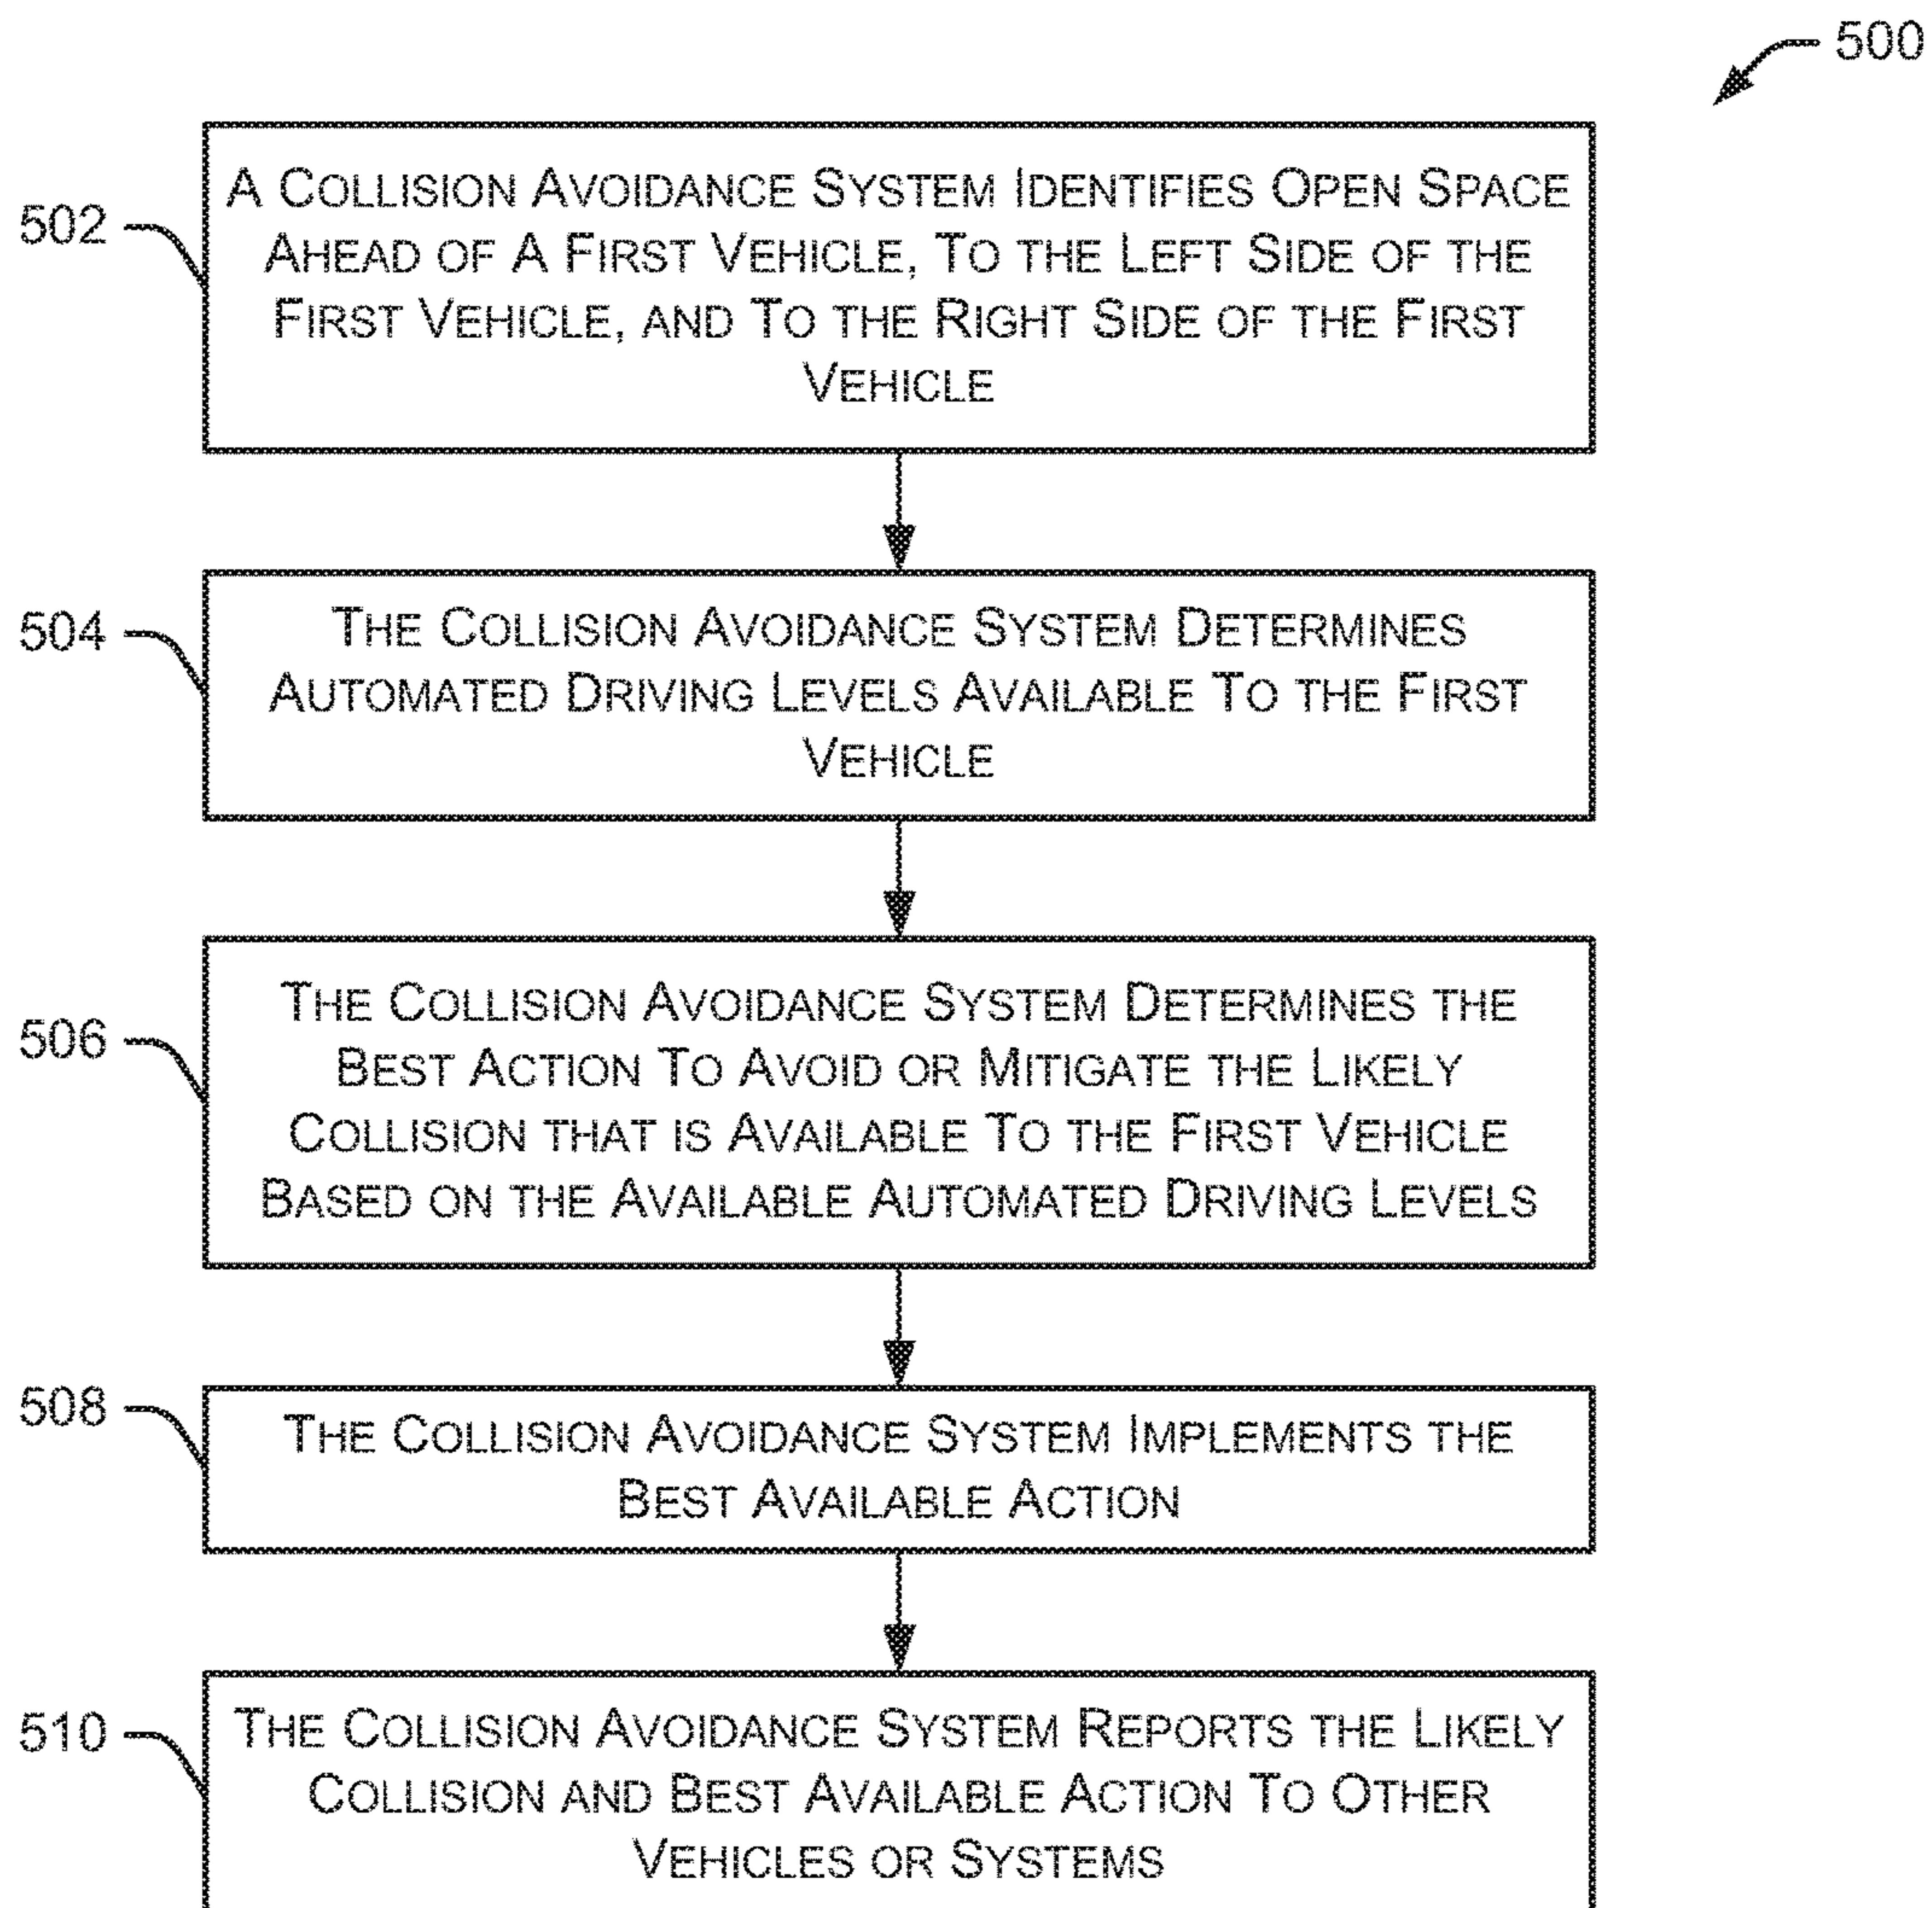 500
502
A COLLISION AVOIDANCE SYSTEM IDENTIFIES OPEN SPACE
AHEAD OF A FIRST VEHICLE, TO THE LEFT SIDE OF THE
FIRST VEHICLE, AND TO THE RIGHT SIDE OF THE FIRST
VEHICLE
504
THE COLLISION AVOIDANCE SYSTEM DETERMINES
AUTOMATED DRIVING LEVELS AVAILABLE TO THE FIRST
VEHICLE
506
THE COLLISION AVOIDANCE SYSTEM DETERMINES THE
BEST ACTION TO AVOID OR MITIGATE THE LIKELY
COLLISION THAT IS AVAILABLE TO THE FIRST VEHICLE
BASED ON THE AVAILABLE AUTOMATED DRIVING LEVELS
508
THE COLLISION AVOIDANCE SYSTEM IMPLEMENTS THE
BEST AVAILABLE ACTION
510
THE COLLISION AVOIDANCE SYSTEM REPORTS THE LIKELY
COLLISION AND BEST AVAILABLE ACTION TO OTHER
VEHICLES OR SYSTEMS